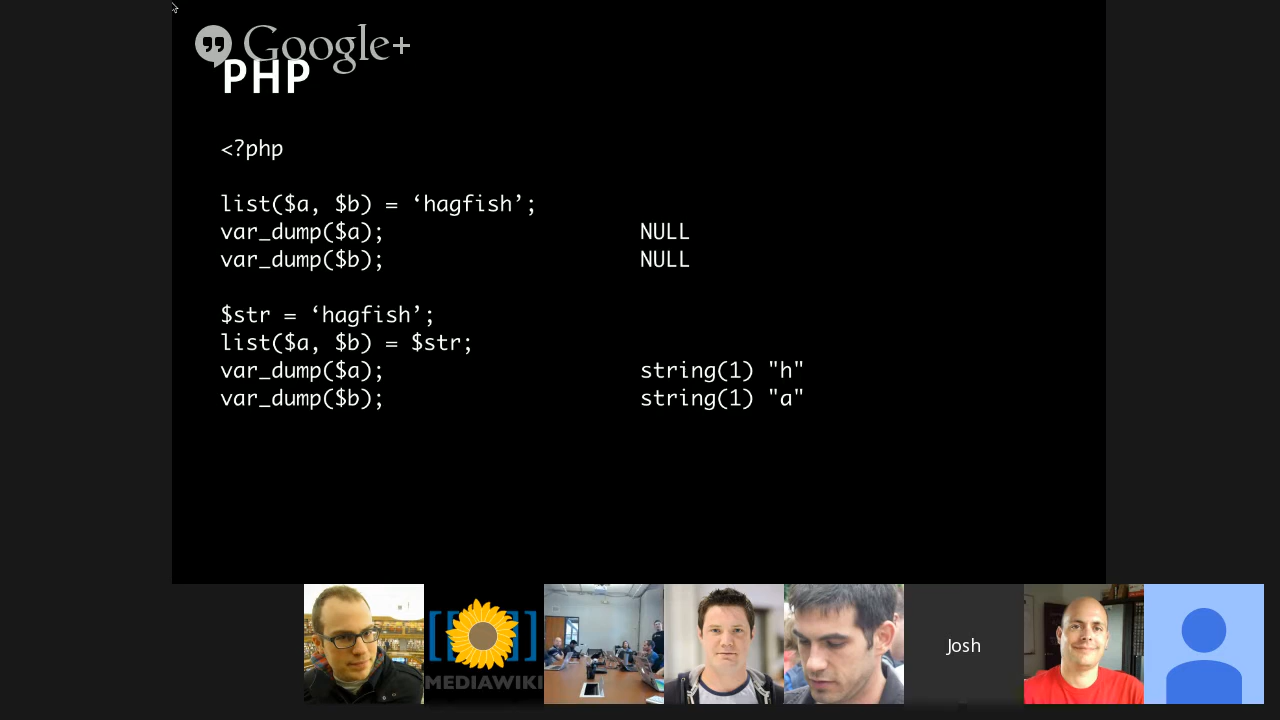 Google+
PHP
<?php
list($a, $b) = ‘hagfish’;
var_dump($a); NULL
var_dump($b); NULL
$str = ‘hagfish’;
list($a, $b) = $str;
var_dump($a); string(1) "h"
var_dump($b); string(1) "a"
[[ ]]
MEDIAWIKI
Josh